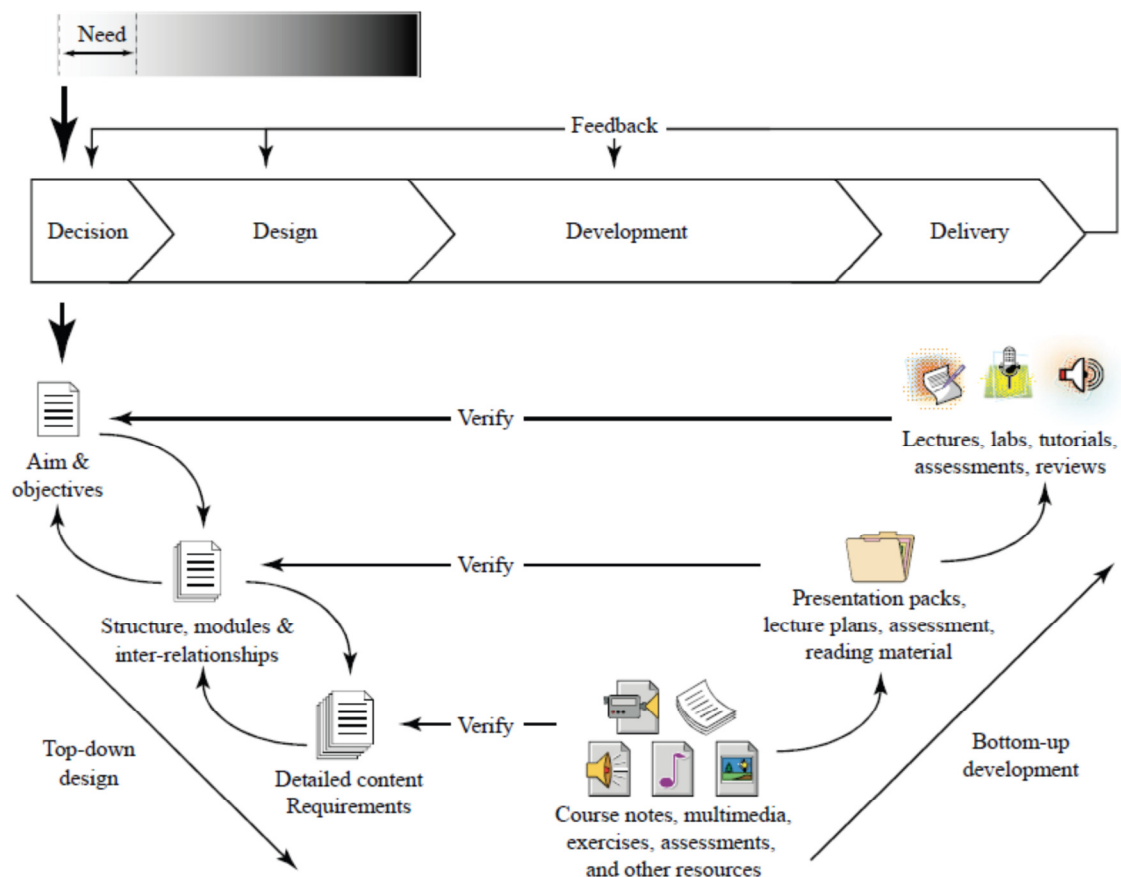 Need
Feedback
Decision
Design
Development
Delivery
Verify
Lectures, labs, tutorials,
assessments, reviews
Aim &
objectives
Verify
Presentation packs,
lecture plans, assessment,
reading material
Structure, modules &
inter-relationships
Verify
Top-down
design
Detailed content
Requirements
Course notes, multimedia,
exercises, assessments,
and other resources
Bottom-up
development